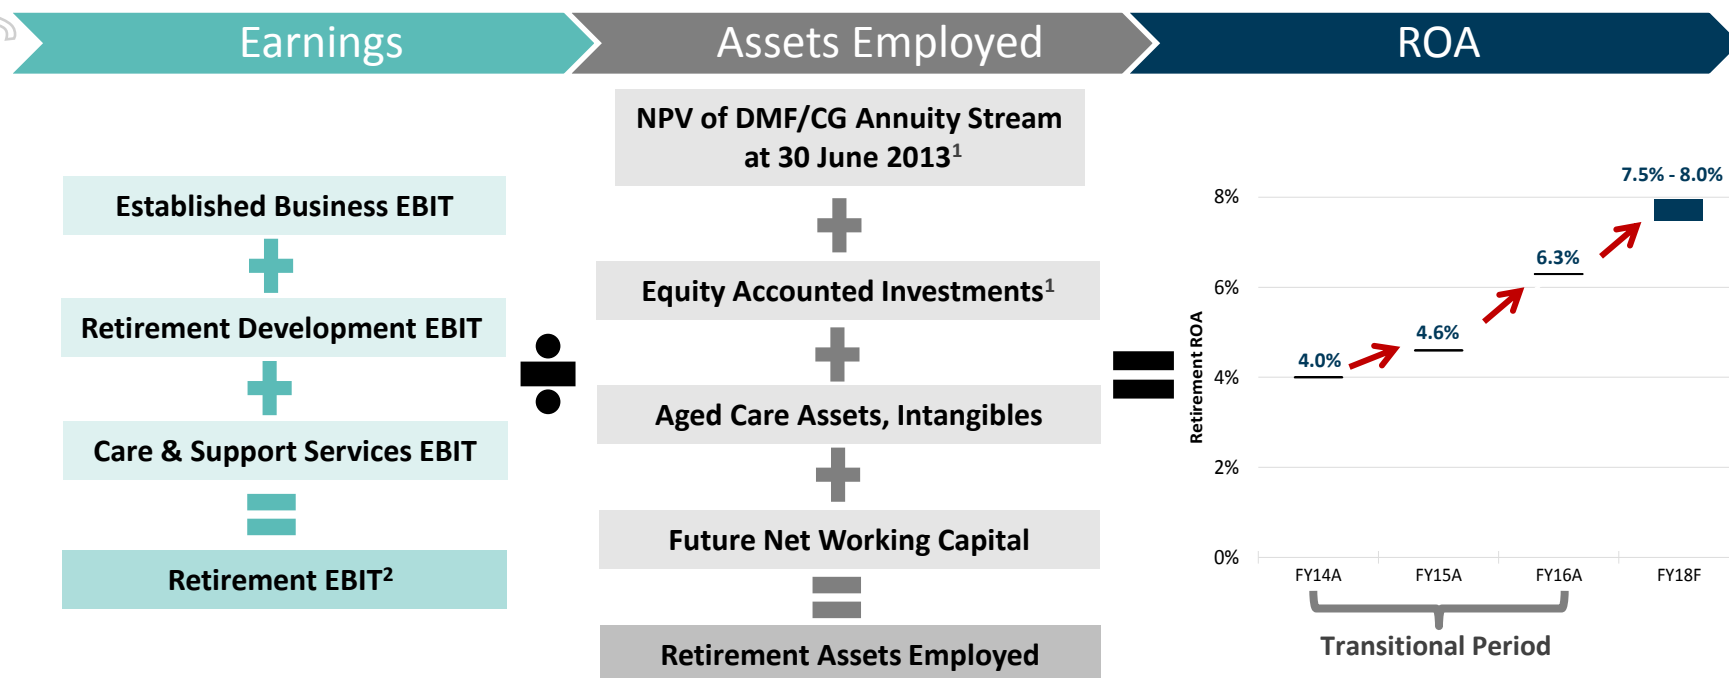 Earnings
Assets Employed
ROA
Established Business EBIT
Retirement Development EBIT
Care & Support Services EBIT
Retirement EBIT²
NPV of DMF/CG Annuity Stream
at 30 June 2013¹
Equity Accounted Investments¹
Aged Care Assets, Intangibles
Future Net Working Capital
Retirement Assets Employed
Retirement ROA
8%
6%
4%
2%
0%
4.0%
4.6%
6.3%
7.5% - 8.0%
FY14A
FY15A
FY16A
FY18F
Transitional Period